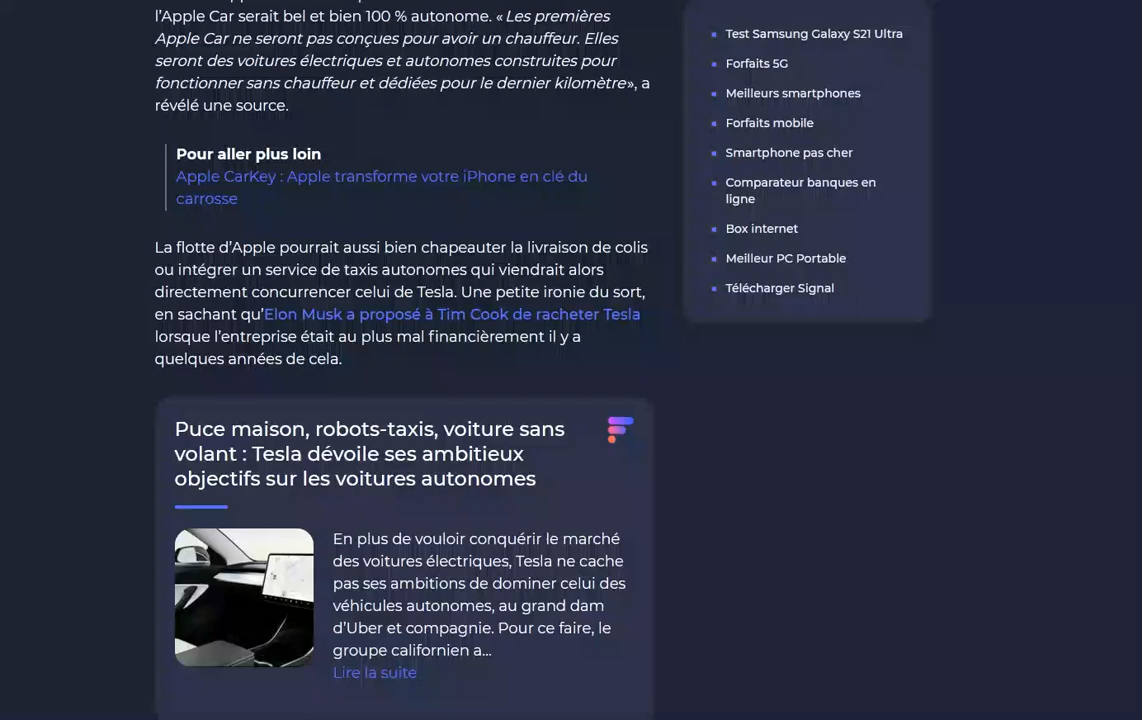 l'Apple Car serait bel et bien 100 % autonome. « Les premières
Apple Car ne seront pas conçues pour avoir un chauffeur. Elles
seront des voitures électriques et autonomes construites pour
fonctionner sans chauffeur et dédiées pour le dernier kilomètre», a
révélé une source.
Pour aller plus loin
Apple CarKey : Apple transforme votre iPhone en clé du
carrosse
La flotte d'Apple pourrait aussi bien chapeauter la livraison de colis
ou intégrer un service de taxis autonomes qui viendrait alors
directement concurrencer celui de Tesla. Une petite ironie du sort,
en sachant qu'Elon Musk a proposé à Tim Cook de racheter Tesla
lorsque l'entreprise était au plus mal financièrement il y a
quelques années de cela.
Puce maison, robots-taxis, voiture sans
volant : Tesla dévoile ses ambitieux
objectifs sur les voitures autonomes
En plus de vouloir conquérir le marché
des voitures électriques, Tesla ne cache
pas ses ambitions de dominer celui des
véhicules autonomes, au grand dam
d'Uber et compagnie. Pour ce faire, le
groupe californien a...
Lire la suite
Test Samsung Galaxy S21 Ultra
Forfaits 5G
Meilleurs smartphones
Forfaits mobile
Smartphone pas cher
Comparateur banques en
ligne
Box internet
Meilleur PC Portable
Télécharger Signal